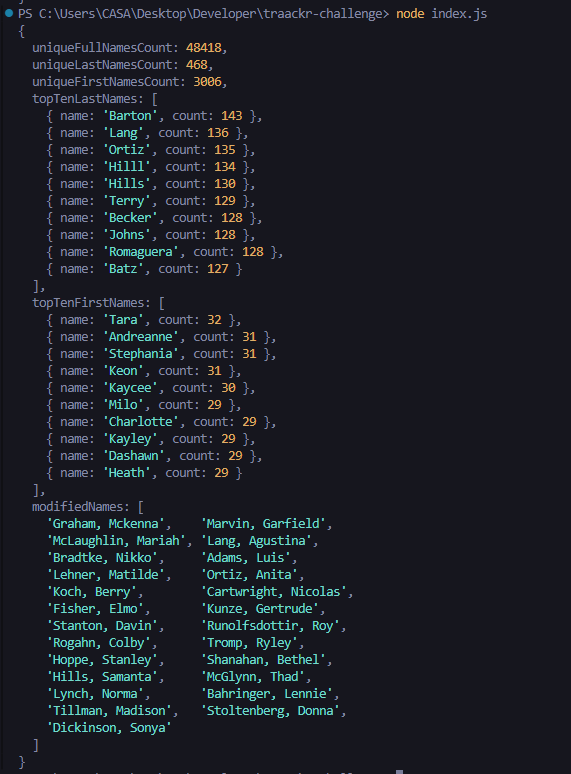 PS C:\Users\CASA\Desktop\Developer\traackr-challenge> node index.js
{
  uniqueFullNamesCount: 48418,
  uniqueLastNamesCount: 468,
  uniqueFirstNamesCount: 3006,
  topTenLastNames: [
    { name: 'Barton', count: 143 },
    { name: 'Lang', count: 136 },
    { name: 'Ortiz', count: 135 },
    { name: 'Hilll', count: 134 },
    { name: 'Hills', count: 130 },
    { name: 'Terry', count: 129 },
    { name: 'Becker', count: 128 },
    { name: 'Johns', count: 128 },
    { name: 'Romaguera', count: 128 },
    { name: 'Batz', count: 127 }
  ],
  topTenFirstNames: [
    { name: 'Tara', count: 32 },
    { name: 'Andreanne', count: 31 },
    { name: 'Stephania', count: 31 },
    { name: 'Keon', count: 31 },
    { name: 'Kaycee', count: 30 },
    { name: 'Milo', count: 29 },
    { name: 'Charlotte', count: 29 },
    { name: 'Kayley', count: 29 },
    { name: 'Dashawn', count: 29 },
    { name: 'Heath', count: 29 }
  ],
  modifiedNames: [
    'Graham, Mckenna',    'Marvin, Garfield',
    'McLaughlin, Mariah', 'Lang, Agustina',
    'Bradtke, Nikko',     'Adams, Luis',
    'Lehner, Matilde',    'Ortiz, Anita',
    'Koch, Berry',        'Cartwright, Nicolas',
    'Fisher, Elmo',       'Kunze, Gertrude',
    'Stanton, Davin',     'Runolfsdottir, Roy',
    'Rogahn, Colby',      'Tromp, Ryley',
    'Hoppe, Stanley',     'Shanahan, Bethel',
    'Hills, Samanta',     'McGlynn, Thad',
    'Lynch, Norma',       'Bahringer, Lennie',
    'Tillman, Madison',   'Stoltenberg, Donna',
    'Dickinson, Sonya'
  ]
}